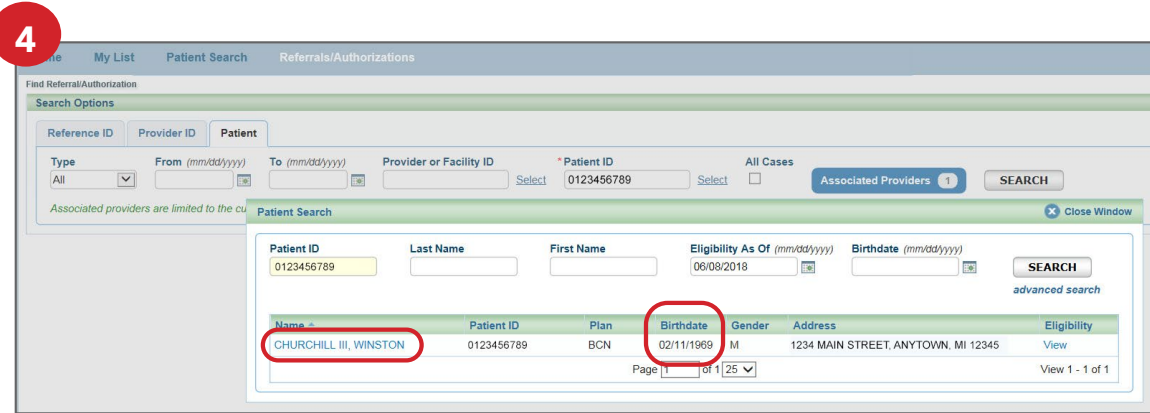 4
me My List Patient Search Referrals/Authorizations
Find Referral/Authorization
Search Options
Reference ID Provider ID Patient
Type From (mm/dd/yyyy) To (mm/dd/yyyy) Provider or Facility ID *Patient ID All Cases
All Select 0123456789 Select Associated Providers 1 SEARCH
Associated providers are limited to the cu
Patient Search Close Window
Patient ID Last Name First Name Eligibility As Of (mm/dd/yyyy) Birthdate (mm/dd/yyyy)
0123456789 06/08/2018 SEARCH
advanced search
Name Patient ID Plan Birthdate Gender Address Eligibility
CHURCHILL III, WINSTON 0123456789 BCN 02/11/1969 M 1234 MAIN STREET, ANYTOWN, MI 12345 View
Page 1 of 1 25 View 1 - 1 of 1